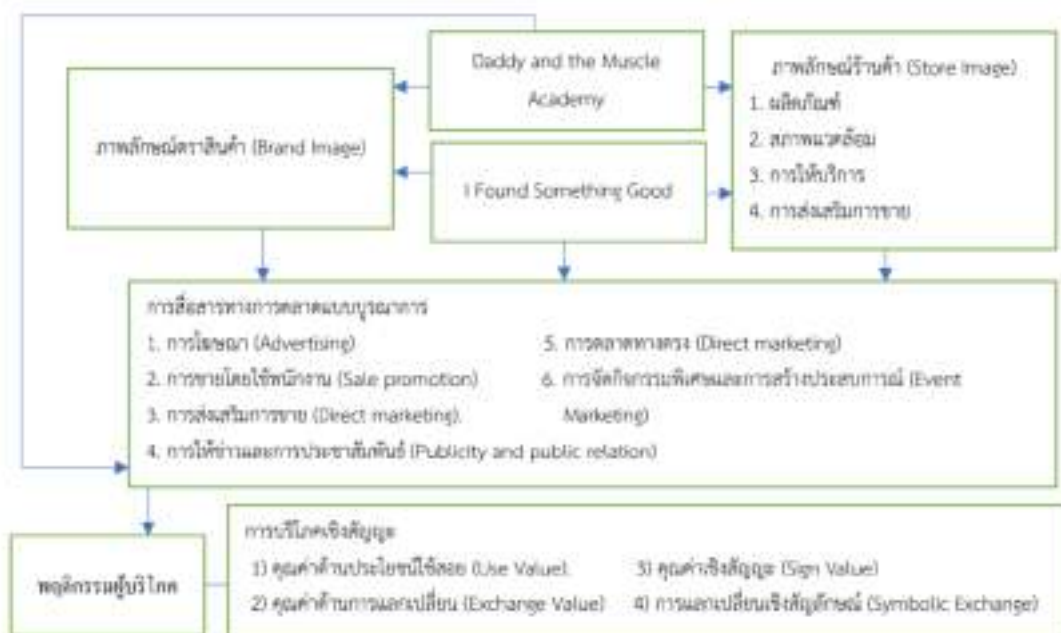 Daddy and the Muscle
Academy
ภาพลักษณ์ตราสินค้า (Brand Image)
I Found Something Good
ภาพลักษณ์ร้านค้า (Store Image)
1. ผลิตภัณฑ์
2. สภาพแวดล้อม
3. การให้บริการ
4. การส่งเสริมการขาย
การสื่อสารทางการตลาดแบบบูรณาการ
1. การโฆษณา (Advertising)
2. การขายโดยใช้พนักงาน (Sale promotion)
3. การส่งเสริมการขาย (Direct marketing).
4. การให้ข่าวและการประชาสัมพันธ์ (Publicity and public relation)
5. การตลาดทางตรง (Direct marketing)
6. การจัดกิจกรรมพิเศษและการสร้างประสบการณ์ (Event
Marketing)
พฤติกรรมผู้บริโภค
การบริโภคเชิงสัญญะ
1) คุณค่าด้านประโยชน์ใช้สอย (Use Value).
2) คุณค่าด้านการแลกเปลี่ยน (Exchange Value)
3) คุณค่าเชิงสัญญะ (Sign Value)
4) การแลกเปลี่ยนเชิงสัญลักษณ์ (Symbolic Exchange)